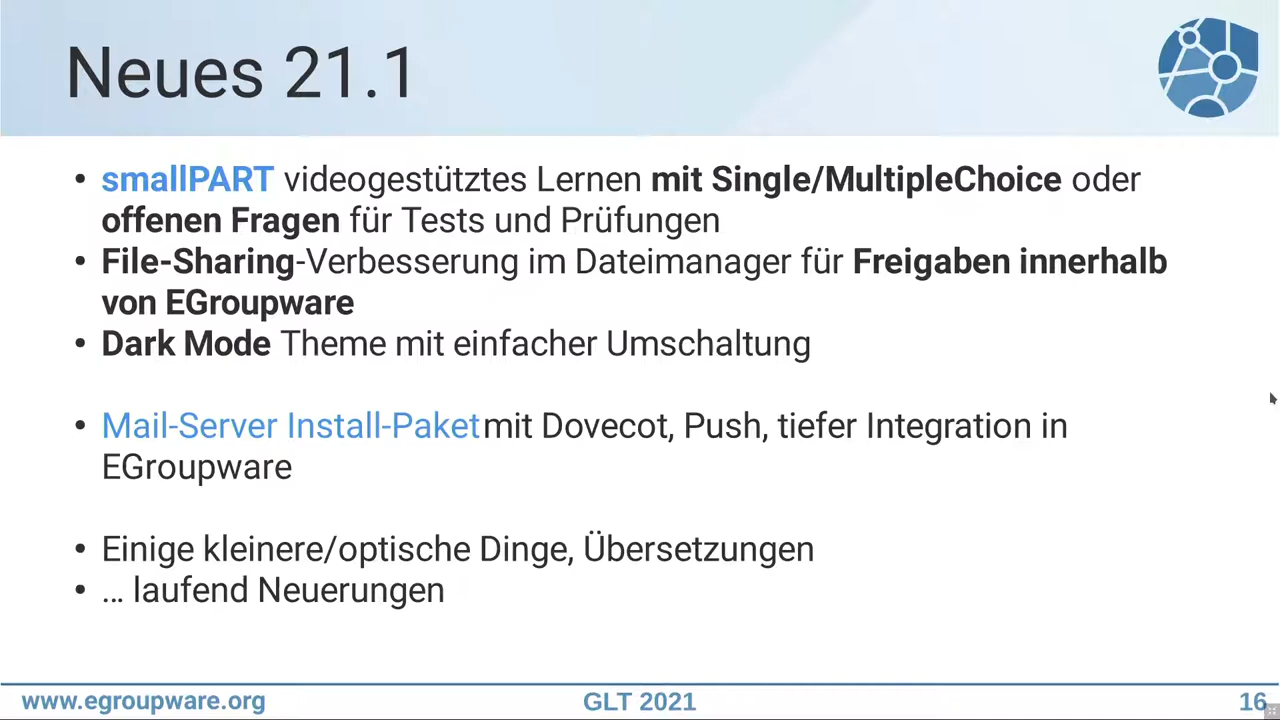 Neues 21.1
• smallPART videogestütztes Lernen mit Single/MultipleChoice oder
offenen Fragen für Tests und Prüfungen
• File-Sharing-Verbesserung im Dateimanager für Freigaben innerhalb
von EGroupware
• Dark Mode Theme mit einfacher Umschaltung
• Mail-Server Install-Paket mit Dovecot, Push, tiefer Integration in
EGroupware
• Einige kleinere/optische Dinge, Übersetzungen
• … laufend Neuerungen
www.egroupware.org GLT 2021 16